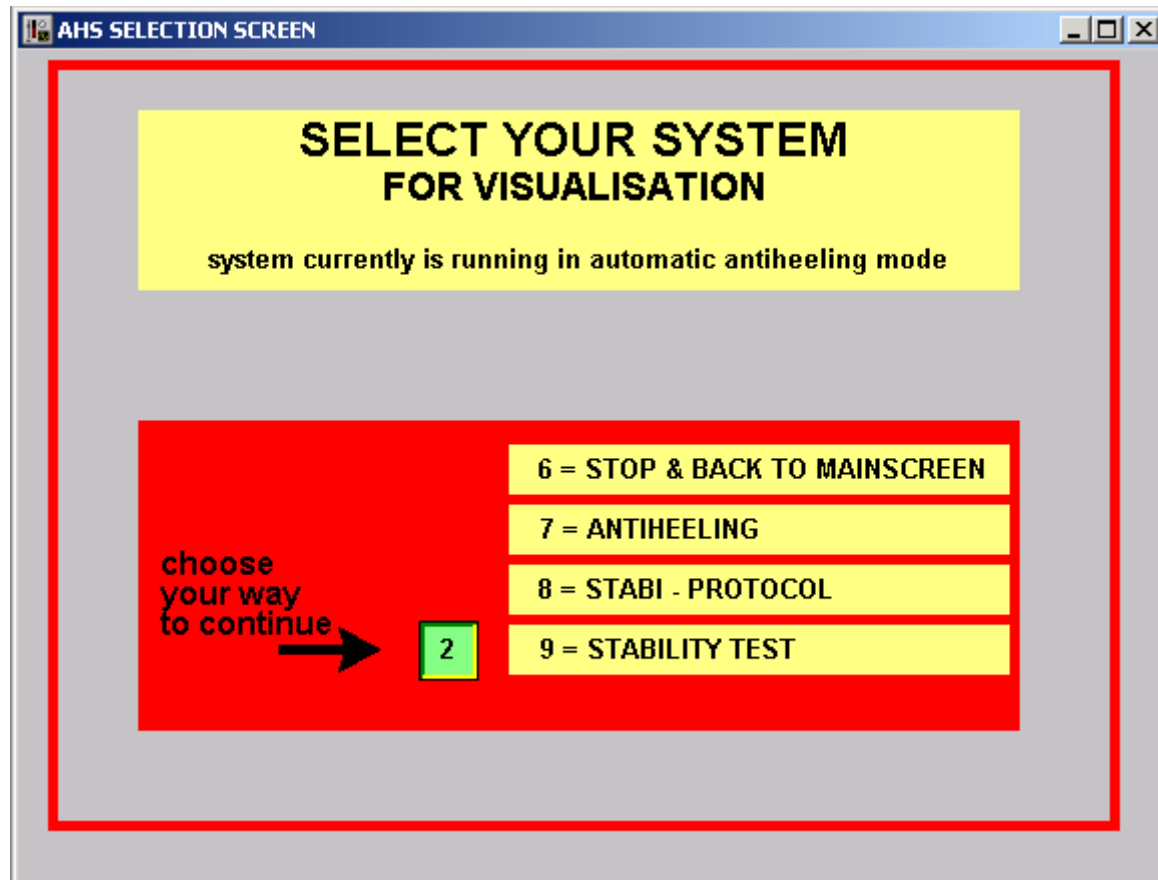 AHS SELECTION SCREEN
SELECT YOUR SYSTEM
FOR VISUALISATION
system currently is running in automatic antiheeling mode
6 = STOP & BACK TO MAINSCREEN
7 = ANTIHEELING
8 = STABI - PROTOCOL
9 = STABILITY TEST
choose
your way
to continue
2